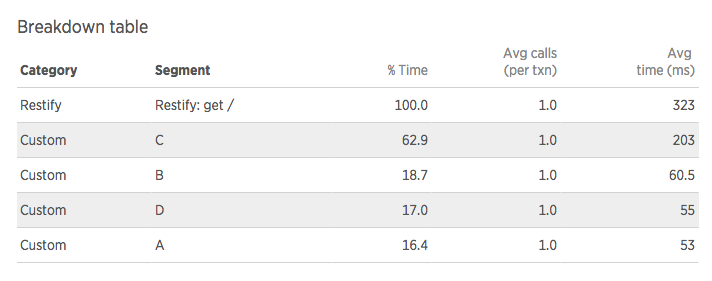 Breakdown table
Category Segment % Time Avg calls (per txn) Avg time (ms)
Restify Restify: get / 100.0 1.0 323
Custom C 62.9 1.0 203
Custom B 18.7 1.0 60.5
Custom D 17.0 1.0 55
Custom A 16.4 1.0 53